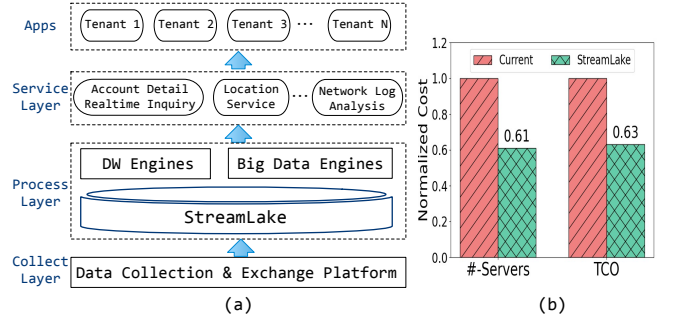 Apps
Tenant 1
Tenant 2
Tenant 3
...
Tenant N
Service
Layer
Account Detail
Realtime Inquiry
Location
Service
...
Network Log
Analysis
Process
Layer
DW Engines
Big Data Engines
StreamLake
Collect
Layer
Data Collection & Exchange Platform
(a)
Current
StreamLake
Normalized Cost
1.2
1.0
0.8
0.6
0.4
0.2
0.0
0.61
0.63
#-Servers
TCO
(b)